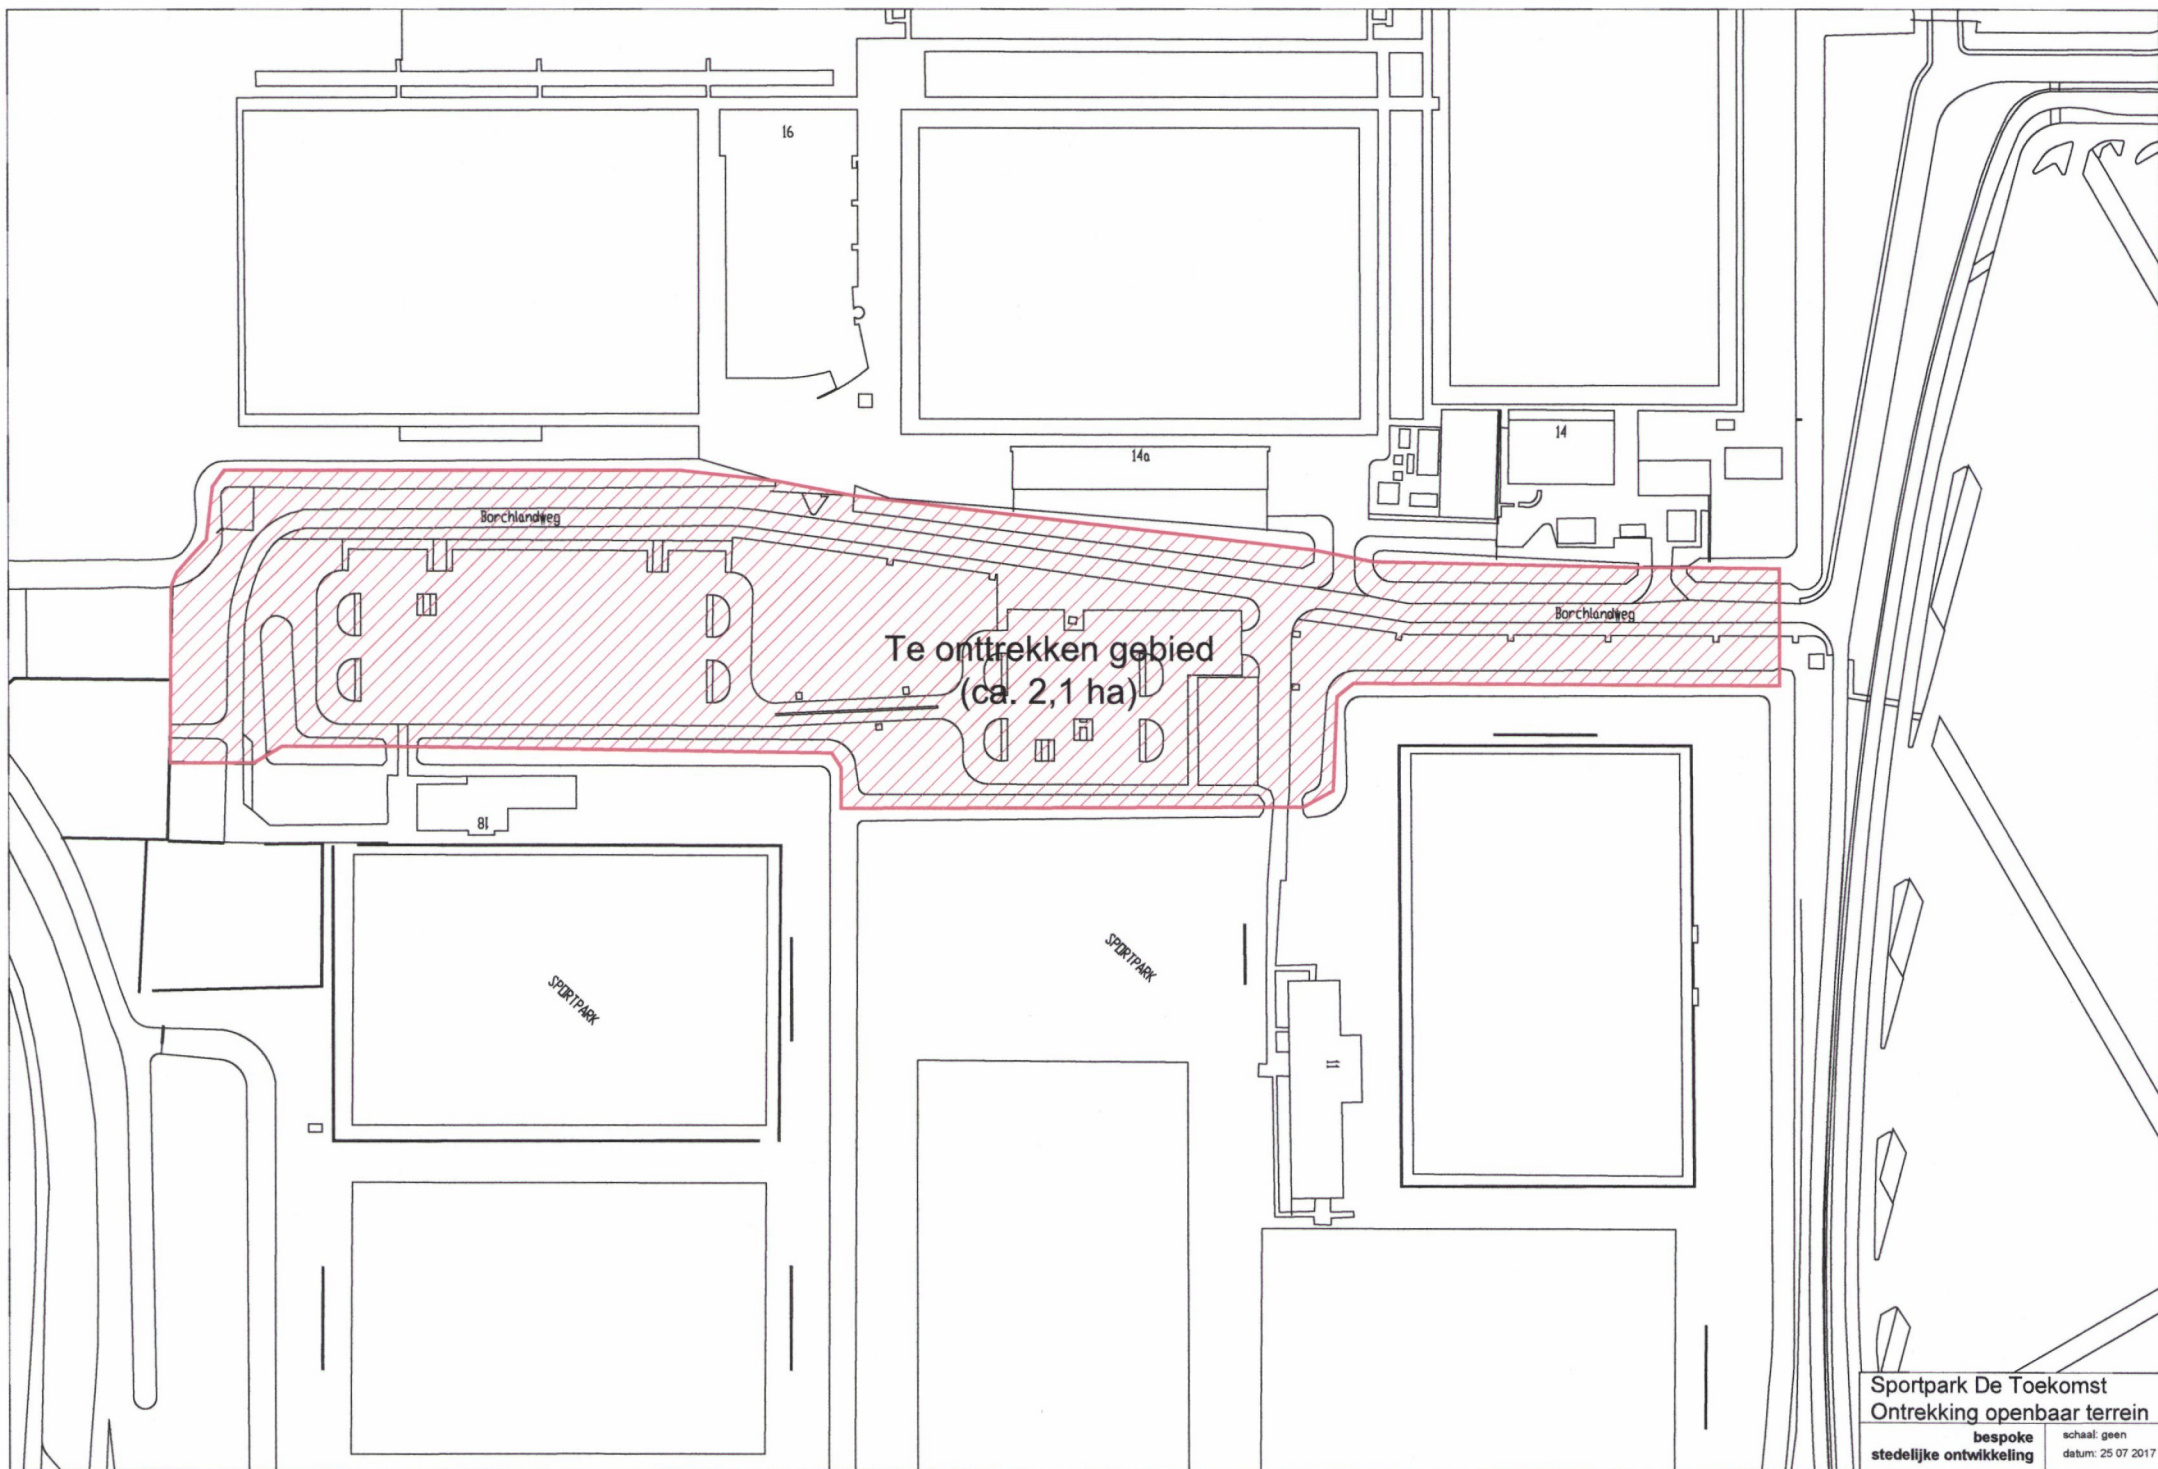 16
14a
14
Borchlandweg
Borchlandweg
Te onttrekken gebied
(ca. 2,1 ha)
18
SPORTPARK
SPORTPARK
11
Sportpark De Toekomst
Ontrekking openbaar terrein
bespoke
stedelijke ontwikkeling
schaal: geen
datum: 25 07 2017